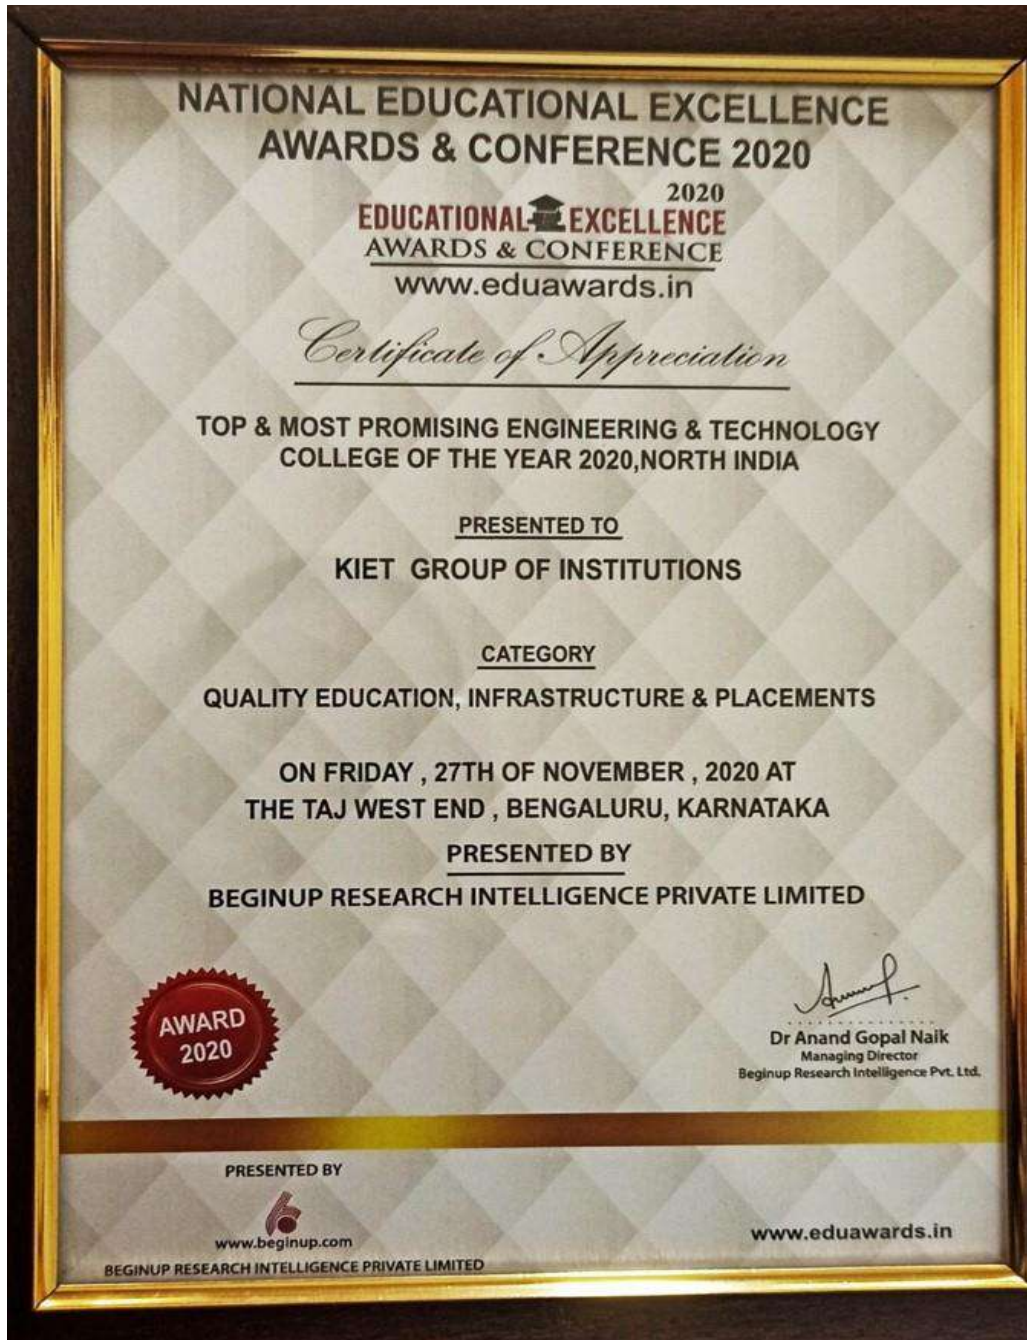 NATIONAL EDUCATIONAL EXCELLENCE
AWARDS & CONFERENCE 2020
2020
EDUCATIONAL EXCELLENCE
AWARDS & CONFERENCE
www.eduawards.in
Certificate of Appreciation
TOP & MOST PROMISING ENGINEERING & TECHNOLOGY
COLLEGE OF THE YEAR 2020,NORTH INDIA
PRESENTED TO
KIET GROUP OF INSTITUTIONS
CATEGORY
QUALITY EDUCATION, INFRASTRUCTURE & PLACEMENTS
ON FRIDAY , 27TH OF NOVEMBER , 2020 AT
THE TAJ WEST END , BENGALURU, KARNATAKA
PRESENTED BY
BEGINUP RESEARCH INTELLIGENCE PRIVATE LIMITED
AWARD
2020
Dr Anand Gopal Naik
Managing Director
Beginup Research Intelligence Pvt. Ltd.
PRESENTED BY
www.beginup.com
BEGINUP RESEARCH INTELLIGENCE PRIVATE LIMITED
www.eduawards.in